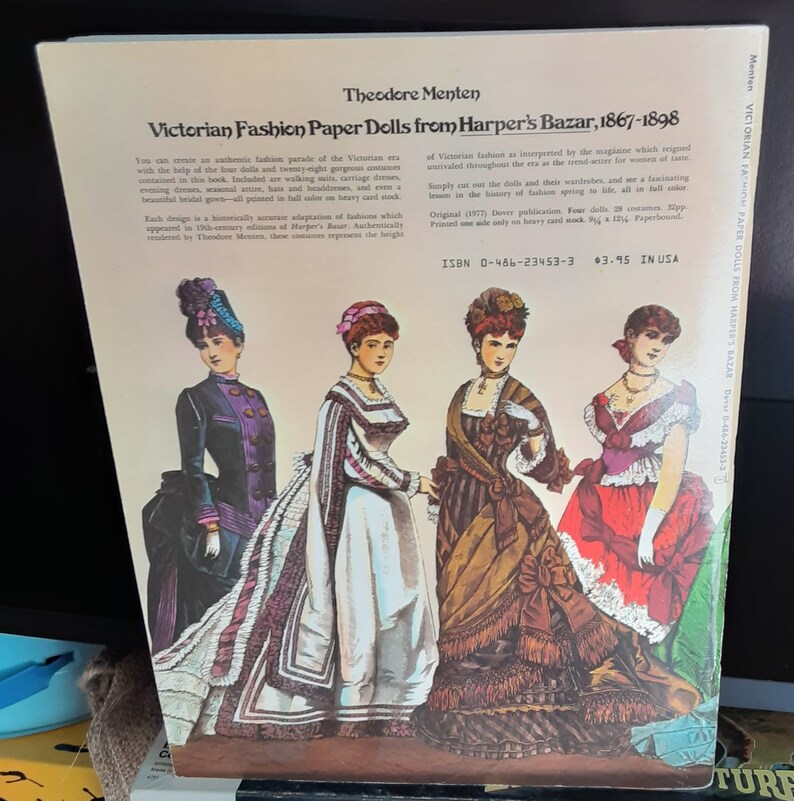 Theodore Menten
Victorian Fashion Paper Dolls from Harper's Bazar, 1867-1898
You can create an authentic fashion parade of the Victorian era
with the help of the four dolls and twenty-eight gorgeous costumes
contained in this book. Included are walking suits, carriage dresses,
evening dresses, seasonal attire, hats and headdresses, and even a
beautiful bridal gown—all printed in full color on heavy card stock.
Each design is a historically accurate adaptation of fashions which
appeared in 19th-century editions of Harper's Bazar. Authentically
rendered by Theodore Menten, these costumes represent the height
of Victorian fashion as interpreted by the magazine which reigned
unrivaled throughout the era as the trend-setter for women of taste.
Simply cut out the dolls and their wardrobes, and see a fascinating
lesson in the history of fashion spring to life, all in full color.
Original (1977) Dover publication. Four dolls. 28 costumes. 32pp.
Printed one side only on heavy card stock. 9¼ x 12¼. Paperbound.
ISBN 0-486-23453-3 $3.95 IN USA
Menten VICTORIAN FASHION PAPER DOLLS FROM HARPER'S BAZAR Dover 0-486-23453-3
TURE